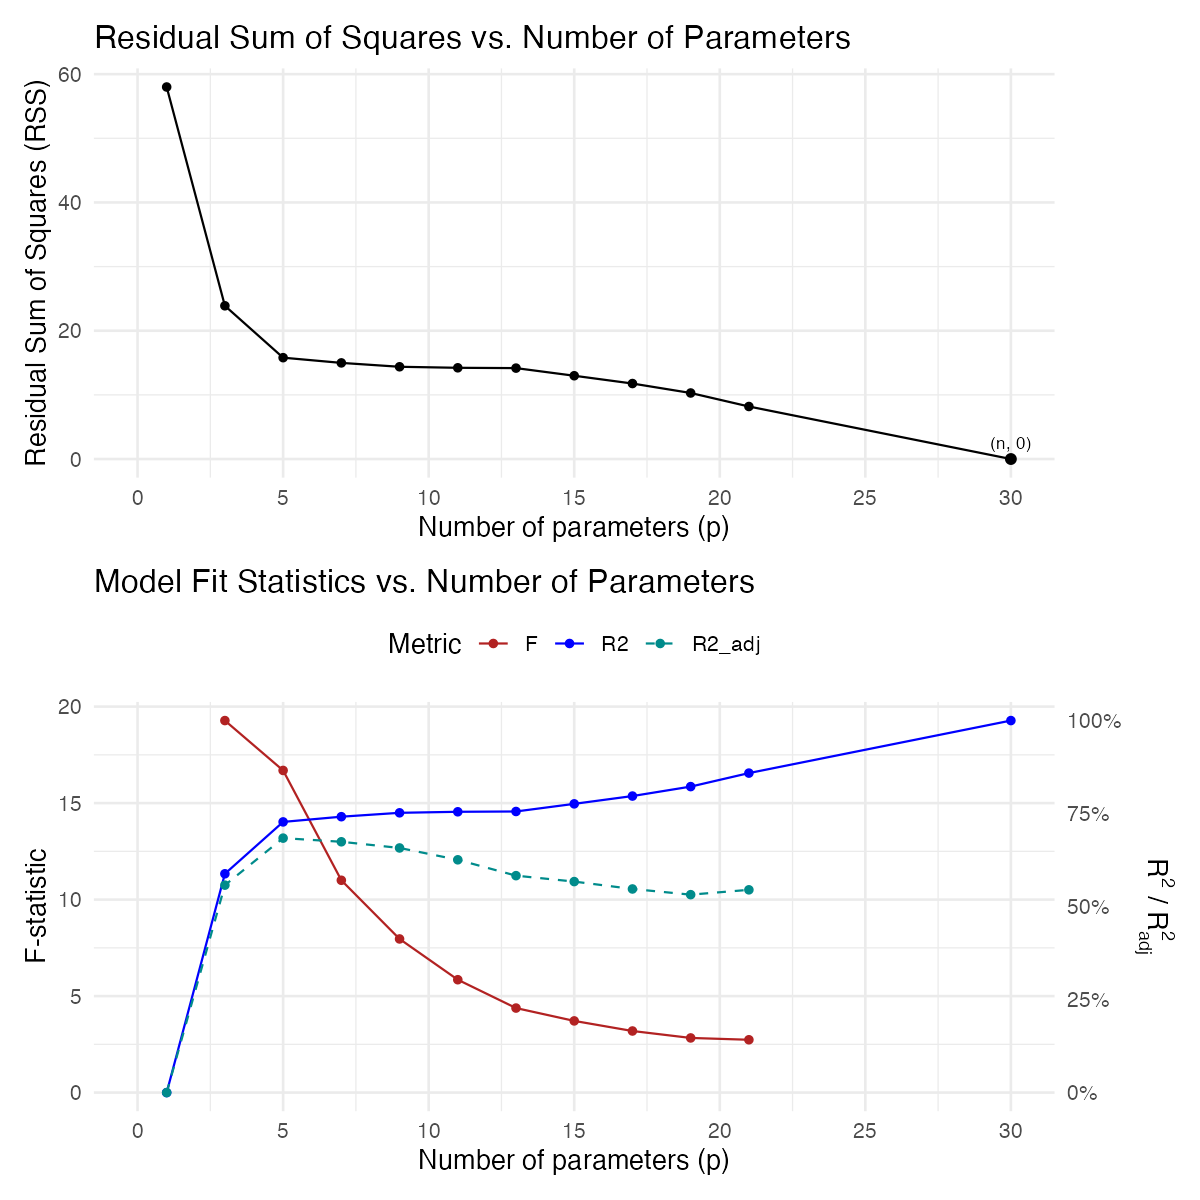 Residual Sum of Squares vs. Number of Parameters
Residual Sum of Squares (RSS)
60
40
20
0
(n, 0)
0 5 10 15 20 25 30
Number of parameters (p)
Model Fit Statistics vs. Number of Parameters
Metric F R2 R2_adj
F-statistic
20
15
10
5
0
100%
75%
50%
25%
0%
R² / R²adj
0 5 10 15 20 25 30
Number of parameters (p)